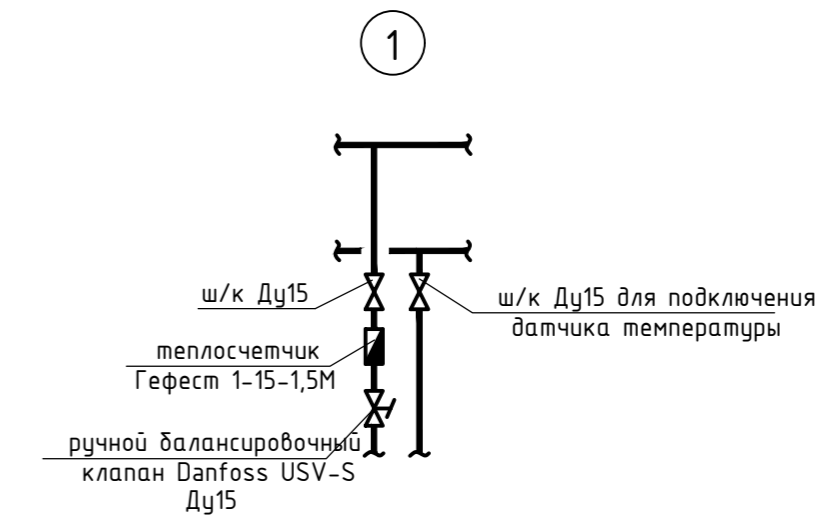 1
ш/к Ду15
ш/к Ду15 для подключения
датчика температуры
теплосчетчик
Гефест 1-15-1,5М
ручной балансировочный
клапан Danfoss USV-S
Ду15